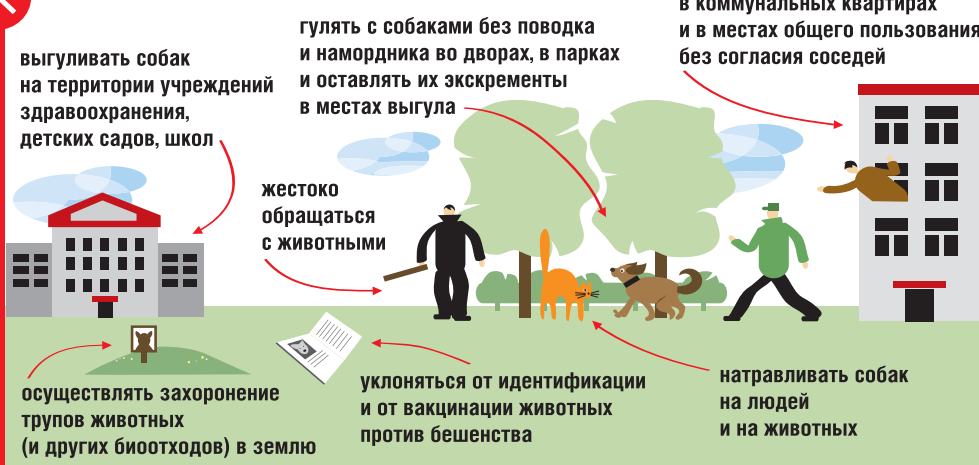 выгуливать собак
на территории учреждений
здравоохранения,
детских садов, школ
гулять с собаками без поводка
и намордника во дворах, в парках
и оставлять их экскременты
в местах выгула
в коммунальных квартирах
и в местах общего пользования
без согласия соседей
жестоко
обращаться
с животными
осуществлять захоронение
трупов животных
(и других биоотходов) в землю
уклоняться от идентификации
и от вакцинации животных
против бешенства
натравливать собак
на людей
и на животных